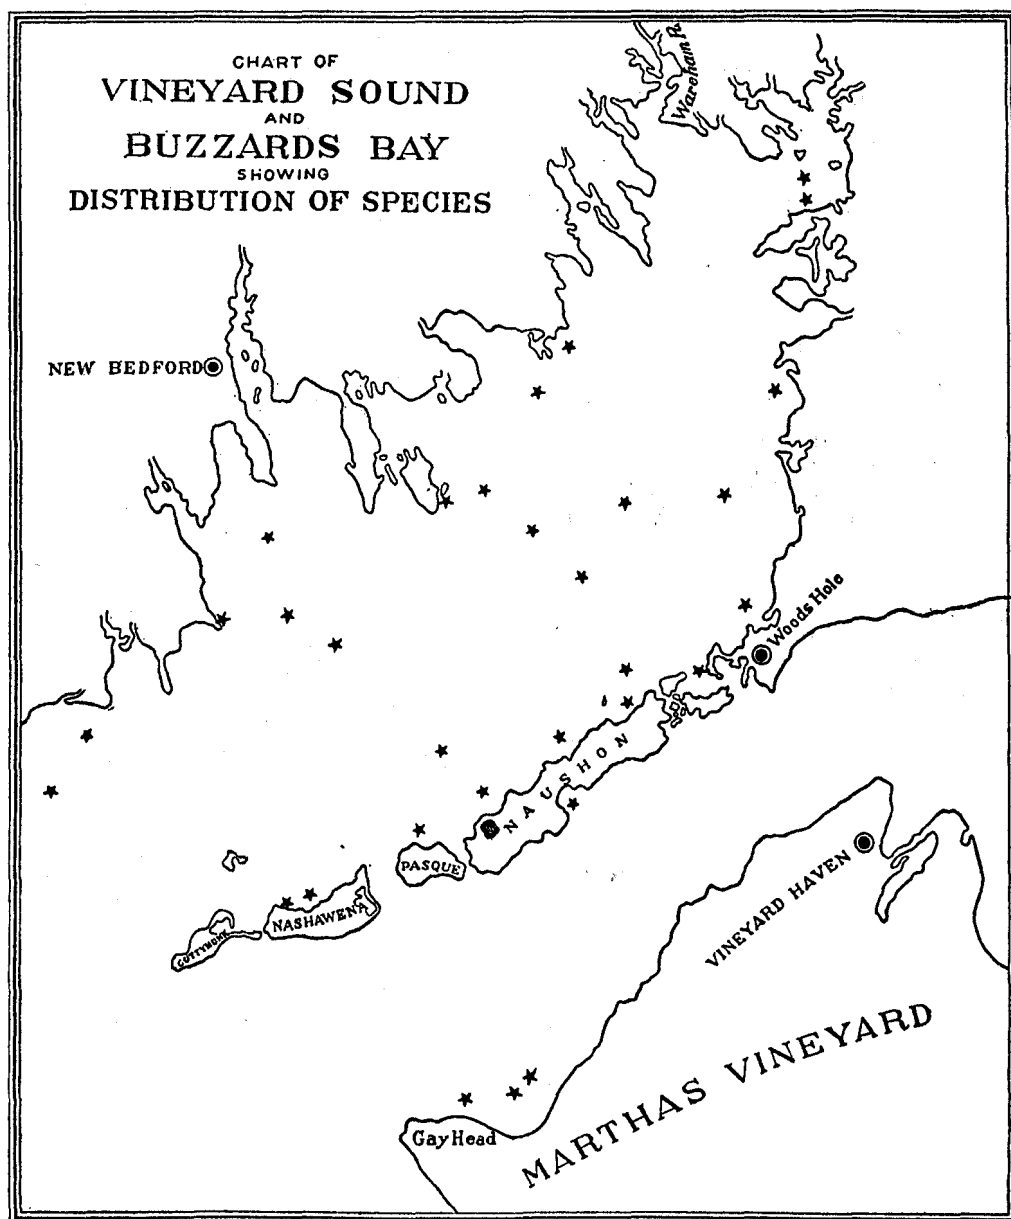 CHART OF
VINEYARD SOUND
AND
BUZZARDS BAY
SHOWING
DISTRIBUTION OF SPECIES
Wareham R.
NEW BEDFORD
Woods Hole
NAUSHON
PASQUE
NASHAWENA
CUTTYHUNK
VINEYARD HAVEN
MARTHAS VINEYARD
Gay Head